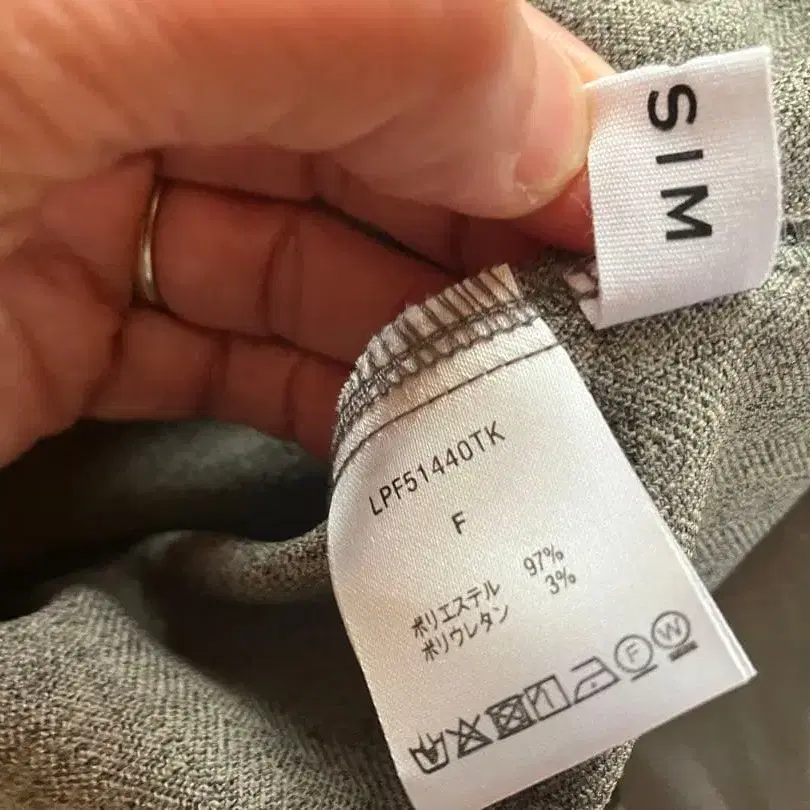 SIM
LPF51440TK
F
ポリエステル 97%
ポリウレタン 3%
F W